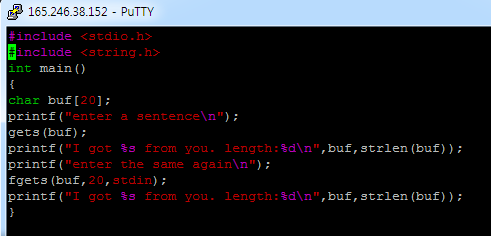 165.246.38.152 - PuTTY
#include <stdio.h>
#include <string.h>
int main()
{
char buf[20];
printf("enter a sentence\n");
gets(buf);
printf("I got %s from you. length:%d\n",buf,strlen(buf));
printf("enter the same again\n");
fgets(buf,20,stdin);
printf("I got %s from you. length:%d\n",buf,strlen(buf));
}